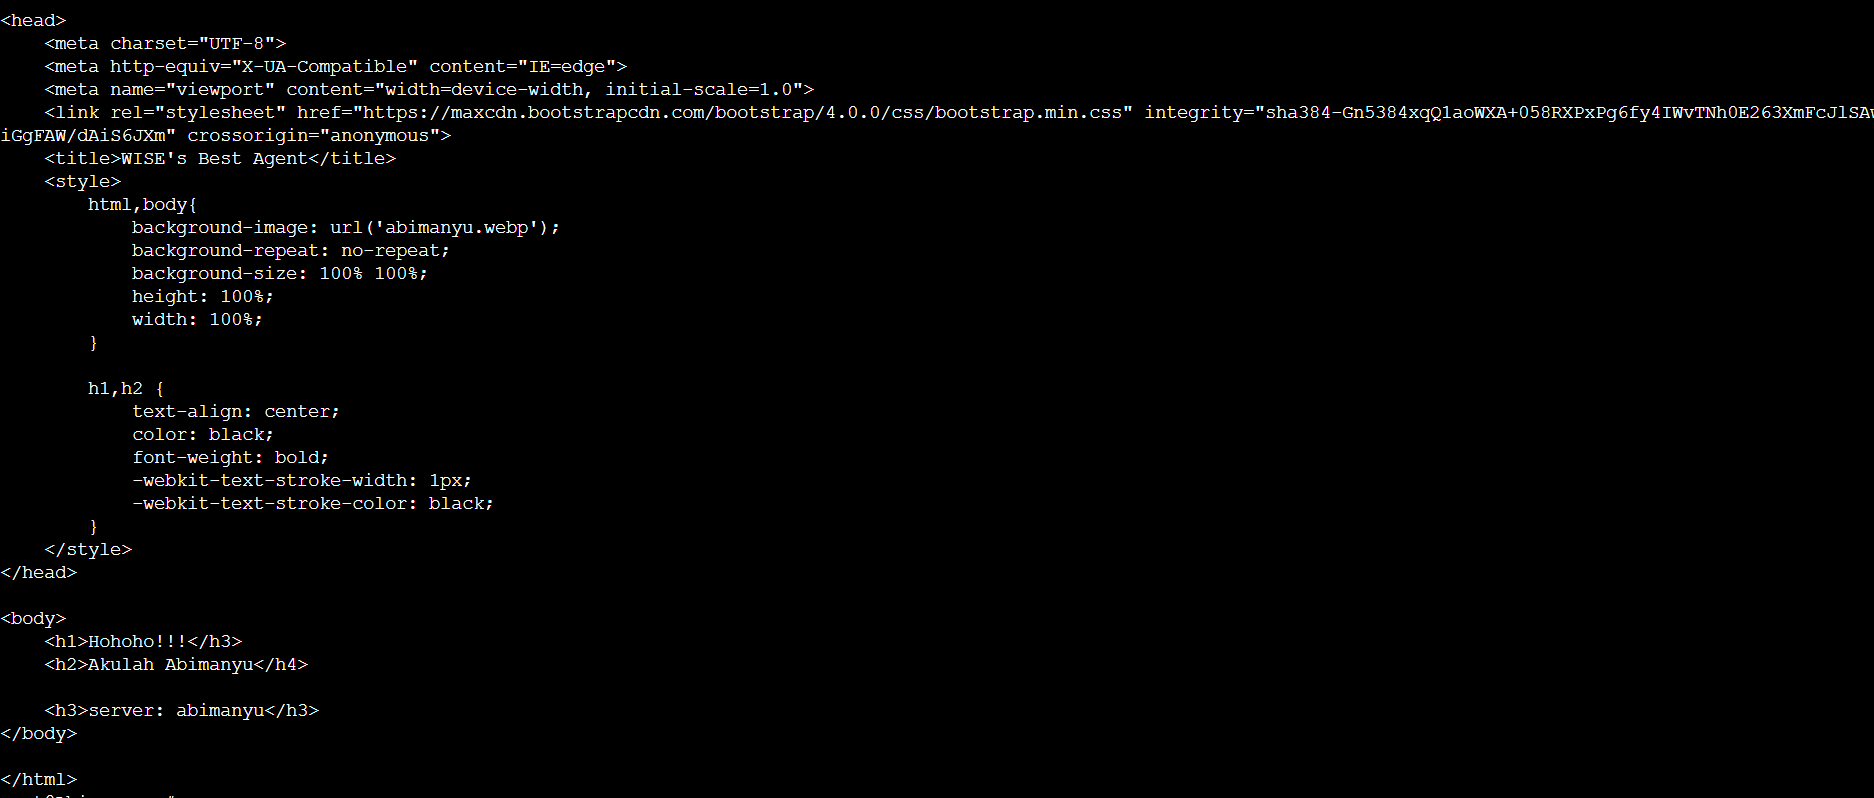 <head>
    <meta charset="UTF-8">
    <meta http-equiv="X-UA-Compatible" content="IE=edge">
    <meta name="viewport" content="width=device-width, initial-scale=1.0">
    <link rel="stylesheet" href="https://maxcdn.bootstrapcdn.com/bootstrap/4.0.0/css/bootstrap.min.css" integrity="sha384-Gn5384xqQ1aoWXA+058RXPxPg6fy4IWvTNh0E263XmFcJlSAw
iGgFAW/dAiS6JXm" crossorigin="anonymous">
    <title>WISE's Best Agent</title>
    <style>
        html,body{
            background-image: url('abimanyu.webp');
            background-repeat: no-repeat;
            background-size: 100% 100%;
            height: 100%;
            width: 100%;
        }
        h1,h2 {
            text-align: center;
            color: black;
            font-weight: bold;
            -webkit-text-stroke-width: 1px;
            -webkit-text-stroke-color: black;
        }
    </style>
</head>
<body>
    <h1>Hohoho!!!</h3>
    <h2>Akulah Abimanyu</h4>
    <h3>server: abimanyu</h3>
</body>
</html>